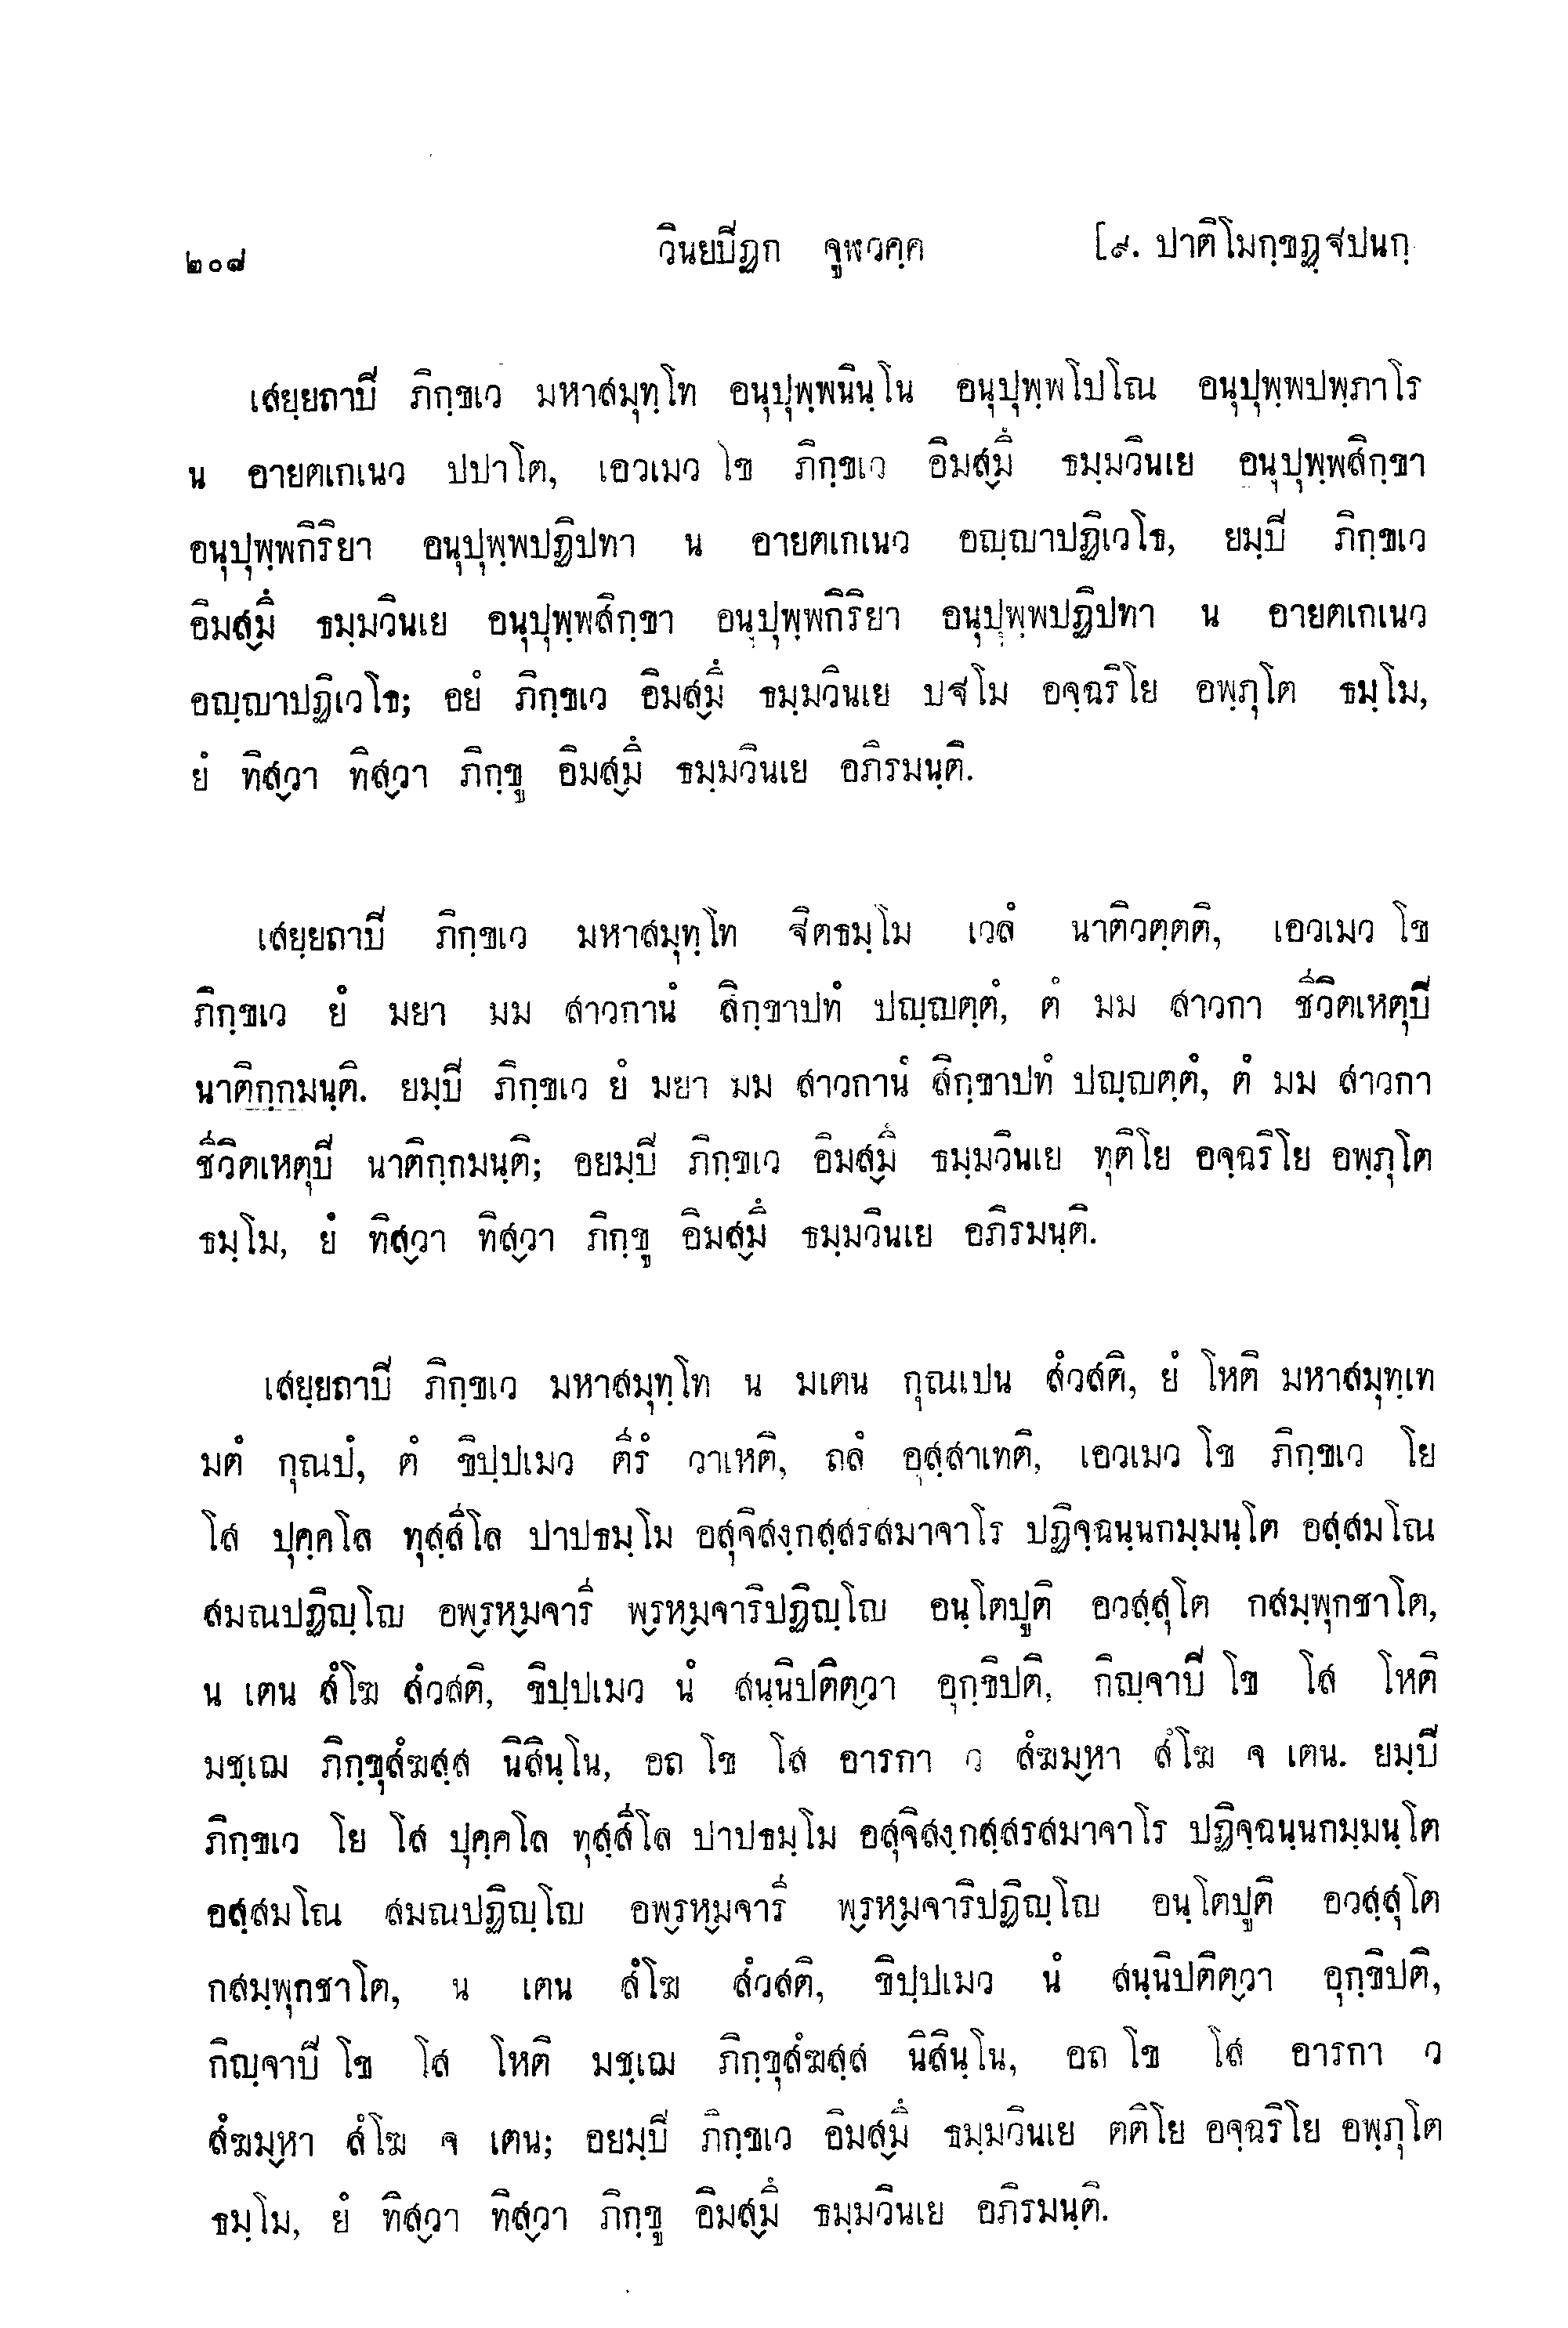 ๒๐๘ วินยปิฏเก จูฬวคฺค [๙. ปาติโมกฺขฏฺฐปนกฺ
เสยฺยถาปิ ภิกฺขเว มหาสมุทฺโท อนุปุพฺพนินฺโน อนุปุพฺพโปโณ อนุปุพฺพปพฺภาโร
น อายตเกเนว ปปาโต, เอวเมว โข ภิกฺขเว อิมสฺมึ ธมฺมวินเย อนุปุพฺพสิกฺขา
อนุปุพฺพกิริยา อนุปุพฺพปฏิปทา น อายตเกเนว อญฺญาปฏิเวโธ, ยมฺปิ ภิกฺขเว
อิมสฺมึ ธมฺมวินเย อนุปุพฺพสิกฺขา อนุปุพฺพกิริยา อนุปุพฺพปฏิปทา น อายตเกเนว
อญฺญาปฏิเวโธ; อยํ ภิกฺขเว อิมสฺมึ ธมฺมวินเย ปฐโม อจฺฉริโย อพฺภุโต ธมฺโม,
ยํ ทิสฺวา ทิสฺวา ภิกฺขู อิมสฺมึ ธมฺมวินเย อภิรมนฺติ.
เสยฺยถาปิ ภิกฺขเว มหาสมุทฺโท ฐิตธมฺโม เวลํ นาติวตฺตติ, เอวเมว โข
ภิกฺขเว ยํ มยา มม สาวกานํ สิกฺขาปทํ ปญฺญตฺตํ, ตํ มม สาวกา ชีวิตเหตุปิ
นาติกฺกมนฺติ. ยมฺปิ ภิกฺขเว ยํ มยา มม สาวกานํ สิกฺขาปทํ ปญฺญตฺตํ, ตํ มม สาวกา
ชีวิตเหตุปิ นาติกฺกมนฺติ; อยมฺปิ ภิกฺขเว อิมสฺมึ ธมฺมวินเย ทุติโย อจฺฉริโย อพฺภุโต
ธมฺโม, ยํ ทิสฺวา ทิสฺวา ภิกฺขู อิมสฺมึ ธมฺมวินเย อภิรมนฺติ.
เสยฺยถาปิ ภิกฺขเว มหาสมุทฺโท น มเตน กุณเปน สํวสติ, ยํ โหติ มหาสมุทฺเท
มตํ กุณปํ, ตํ ขิปฺปเมว ตีรํ วาเหติ, ถลํ อุสฺสาเทติ, เอวเมว โข ภิกฺขเว โย
โส ปุคฺคโล ทุสฺสีโล ปาปธมฺโม อสุจิสงฺกสฺสรสมาจาโร ปฏิจฺฉนฺนกมฺมนฺโต อสฺสมโณ
สมณปฏิญฺโญ อพฺรหฺมจารี พฺรหฺมจาริปฏิญฺโญ อนฺโตปูติ อวสฺสุโต กสมฺพุกชาโต,
น เตน สํโฆ สํวสติ, ขิปฺปเมว นํ สนฺนิปติตฺวา อุกฺขิปติ, กิญฺจาปิ โข โส โหติ
มชฺเฌ ภิกฺขุสํฆสฺส นิสินฺโน, อถ โข โส อารกา ว สํฆมฺหา สํโฆ จ เตน. ยมฺปิ
ภิกฺขเว โย โส ปุคฺคโล ทุสฺสีโล ปาปธมฺโม อสุจิสงฺกสฺสรสมาจาโร ปฏิจฺฉนฺนกมฺมนฺโต
อสฺสมโณ สมณปฏิญฺโญ อพฺรหฺมจารี พฺรหฺมจาริปฏิญฺโญ อนฺโตปูติ อวสฺสุโต
กสมฺพุกชาโต, น เตน สํโฆ สํวสติ, ขิปฺปเมว นํ สนฺนิปติตฺวา อุกฺขิปติ,
กิญฺจาปิ โข โส โหติ มชฺเฌ ภิกฺขุสํฆสฺส นิสินฺโน, อถ โข โส อารกา ว
สํฆมฺหา สํโฆ จ เตน; อยมฺปิ ภิกฺขเว อิมสฺมึ ธมฺมวินเย ตติโย อจฺฉริโย อพฺภุโต
ธมฺโม, ยํ ทิสฺวา ทิสฺวา ภิกฺขู อิมสฺมึ ธมฺมวินเย อภิรมนฺติ.